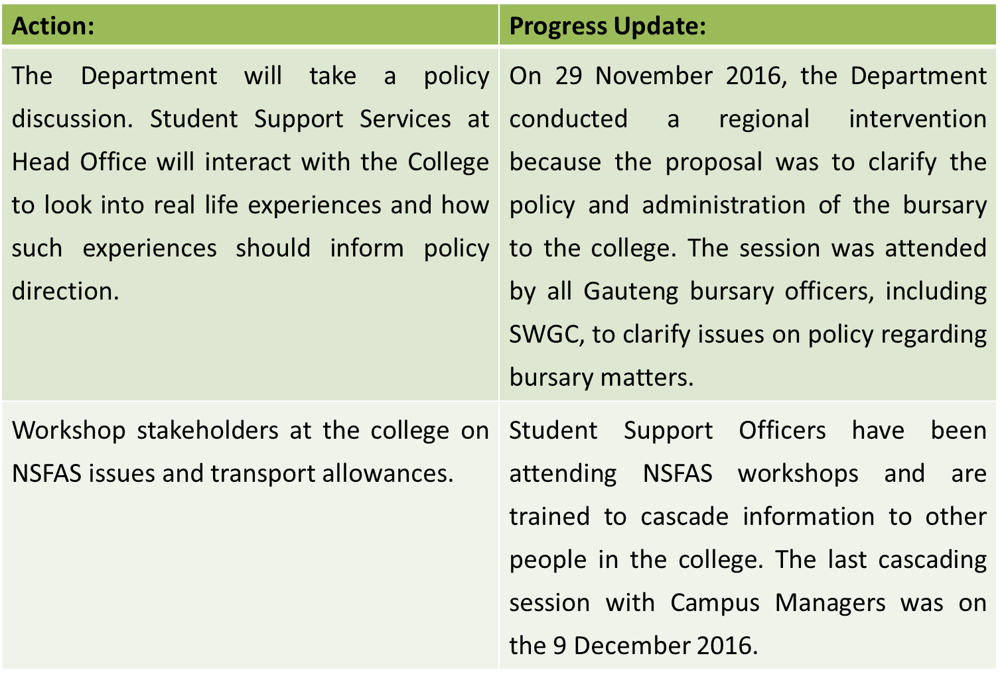 Action:
Progress Update:
The Department will take a policy
discussion. Student Support Services at
Head Office will interact with the College
to look into real life experiences and how
such experiences should inform policy
direction.
On 29 November 2016, the Department
conducted a regional intervention
because the proposal was to clarify the
policy and administration of the bursary
to the college. The session was attended
by all Gauteng bursary officers, including
SWGC, to clarify issues on policy regarding
bursary matters.
Workshop stakeholders at the college on
NSFAS issues and transport allowances.
Student Support Officers have been
attending NSFAS workshops and are
trained to cascade information to other
people in the college. The last cascading
session with Campus Managers was on
the 9 December 2016.